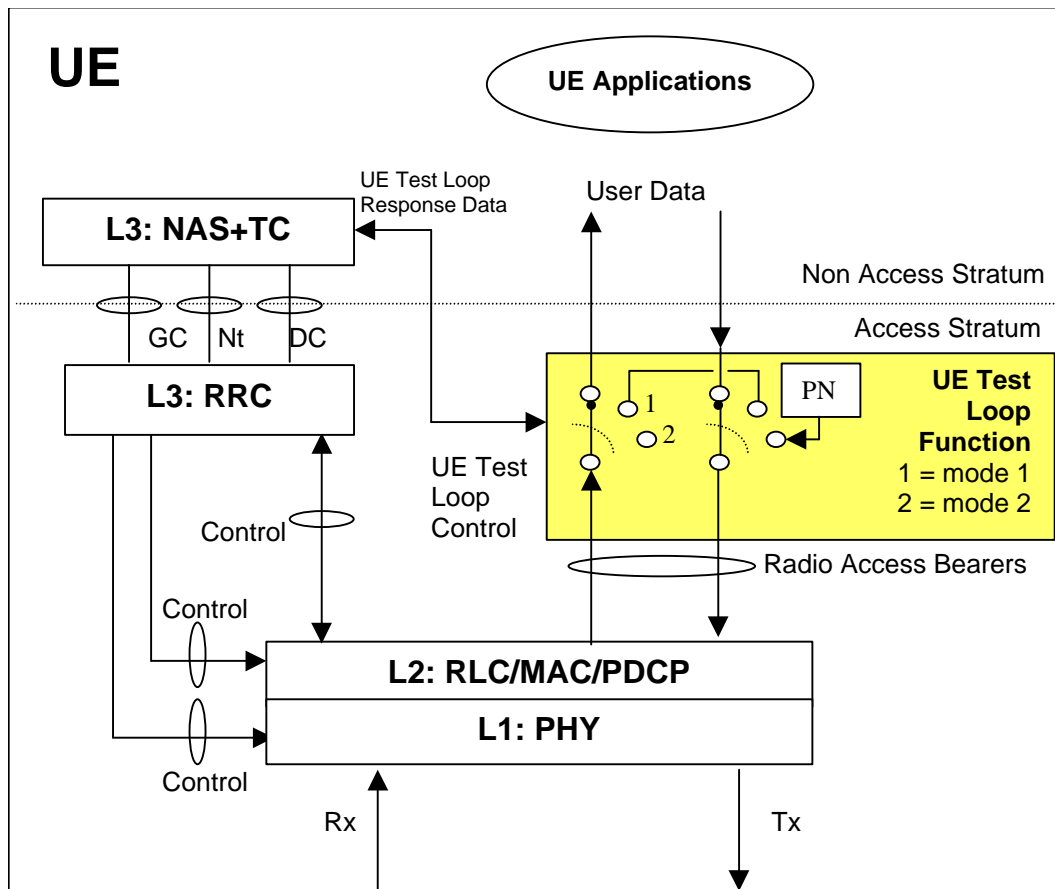 UE
UE Applications
UE Test Loop
Response Data
User Data
L3: NAS+TC
Non Access Stratum
GC
Nt
DC
Access Stratum
L3: RRC
1
2
PN
UE Test
Loop
Function
1 = mode 1
2 = mode 2
UE Test
Loop
Control
Control
Radio Access Bearers
Control
L2: RLC/MAC/PDCP
L1: PHY
Control
Rx
Tx